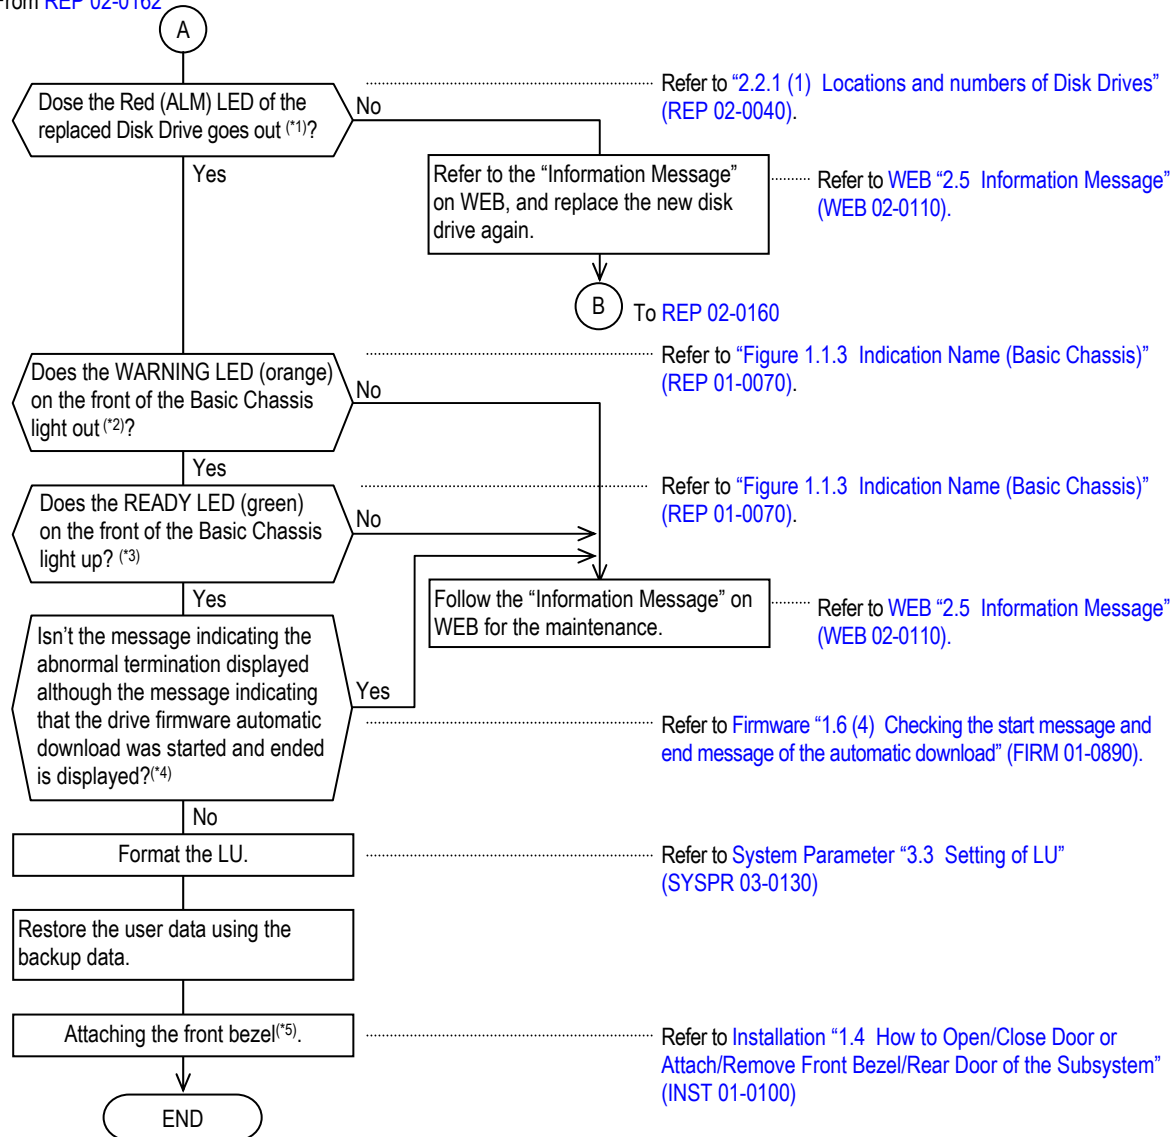 From REP 02-0162
A
Dose the Red (ALM) LED of the
replaced Disk Drive goes out (*1)?
No
Refer to “2.2.1 (1) Locations and numbers of Disk Drives”
(REP 02-0040).
Yes
Refer to the “Information Message”
on WEB, and replace the new disk
drive again.
Refer to WEB “2.5 Information Message”
(WEB 02-0110).
B
To REP 02-0160
Does the WARNING LED (orange)
on the front of the Basic Chassis
light out (*2)?
No
Refer to “Figure 1.1.3 Indication Name (Basic Chassis)”
(REP 01-0070).
Yes
Does the READY LED (green)
on the front of the Basic Chassis
light up? (*3)
No
Refer to “Figure 1.1.3 Indication Name (Basic Chassis)”
(REP 01-0070).
Yes
Follow the “Information Message” on
WEB for the maintenance.
Refer to WEB “2.5 Information Message”
(WEB 02-0110).
Isn’t the message indicating the
abnormal termination displayed
although the message indicating
that the drive firmware automatic
download was started and ended
is displayed?(*4)
Yes
Refer to Firmware “1.6 (4) Checking the start message and
end message of the automatic download” (FIRM 01-0890).
No
Format the LU.
Refer to System Parameter “3.3 Setting of LU”
(SYSPR 03-0130)
Restore the user data using the
backup data.
Attaching the front bezel(*5).
Refer to Installation “1.4 How to Open/Close Door or
Attach/Remove Front Bezel/Rear Door of the Subsystem”
(INST 01-0100)
END